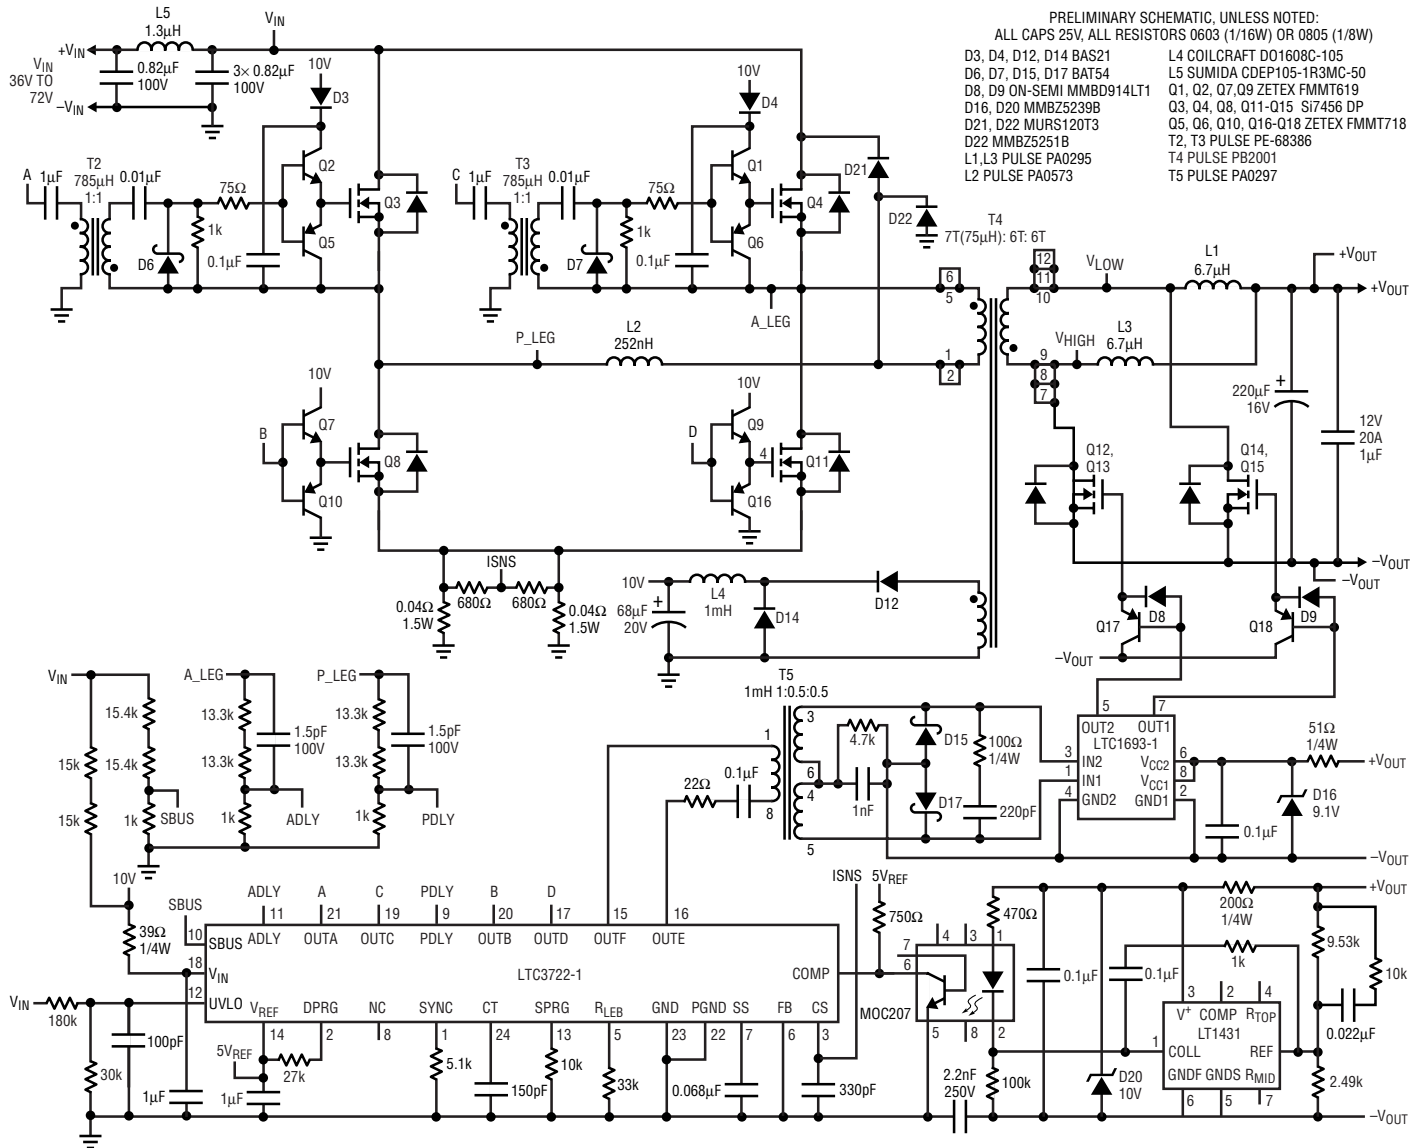 PRELIMINARY SCHEMATIC, UNLESS NOTED:
ALL CAPS 25V, ALL RESISTORS 0603 (1/16W) OR 0805 (1/8W)
D3, D4, D12, D14 BAS21
D6, D7, D15, D17 BAT54
D8, D9 ON-SEMI MMBD914LT1
D16, D20 MMBZ5239B
D21, D22 MURS120T3
D22 MMBZ5251B
L1,L3 PULSE PA0295
L2 PULSE PA0573
L4 COILCRAFT DO1608C-105
L5 SUMIDA CDEP105-1R3MC-50
Q1, Q2, Q7,Q9 ZETEX FMMT619
Q3, Q4, Q8, Q11-Q15 Si7456 DP
Q5, Q6, Q10, Q16-Q18 ZETEX FMMT718
T2, T3 PULSE PE-68386
T4 PULSE PB2001
T5 PULSE PA0297
L5
1.3µH
VIN
+VIN
VIN
36V TO
72V
−VIN
0.82µF
100V
3× 0.82µF
100V
10V
D3
10V
D4
A
1µF
T2
785µH
1:1
0.01µF
75Ω
Q2
Q3
Q5
1k
D6
0.1µF
C
1µF
T3
785µH
1:1
0.01µF
75Ω
Q1
Q4
Q6
1k
D7
0.1µF
D21
D22
T4
7T(75µH): 6T: 6T
6
5
1
2
12
11
10
9
8
7
VLOW
L1
6.7µH
+VOUT
+VOUT
VHIGH
L3
6.7µH
A_LEG
P_LEG
L2
252nH
220µF
+
16V
12V
20A
1µF
10V
Q7
B
Q8
Q10
10V
Q9
D
4
Q11
Q16
Q12,
Q13
Q14,
Q15
−VOUT
−VOUT
ISNS
680Ω
680Ω
0.04Ω
1.5W
0.04Ω
1.5W
10V
L4
1mH
D12
68µF
+
20V
D14
Q17
D8
Q18
D9
−VOUT
VIN
15.4k
15k
15.4k
15k
1k
SBUS
A_LEG
13.3k
1.5pF
100V
13.3k
1k
ADLY
P_LEG
13.3k
1.5pF
100V
13.3k
1k
PDLY
T5
1mH 1:0.5:0.5
1
8
3
6
4
5
22Ω
0.1µF
4.7k
1nF
D15
D17
100Ω
1/4W
220pF
5
7
OUT2
OUT1
LTC1693-1
3
IN2
1
IN1
4
GND2
VCC2
6
VCC1
8
GND1
2
51Ω
1/4W
+VOUT
D16
9.1V
0.1µF
−VOUT
10V
39Ω
1/4W
SBUS
ADLY
A
C
PDLY
B
D
11
21
19
9
20
17
15
16
10
SBUS
ADLY
OUTA
OUTC
PDLY
OUTB
OUTD
OUTF
OUTE
18
VIN
12
UVLO
LTC3722-1
COMP
VREF
DPRG
NC
SYNC
CT
SPRG
RLEB
GND
PGND
SS
FB
CS
14
2
8
1
24
13
5
23
22
7
6
3
VIN
180k
30k
100pF
1µF
5VREF
1µF
27k
5.1k
150pF
10k
33k
0.068µF
330pF
ISNS
5VREF
750Ω
470Ω
7
6
4
3
1
MOC207
5
8
2
2.2nF
250V
100k
0.1µF
D20
10V
0.1µF
200Ω
1/4W
1k
+VOUT
9.53k
10k
0.022µF
3
2
4
V+
COMP
RTOP
LT1431
1
COLL
REF
GNDF
GNDS
RMID
6
5
7
2.49k
−VOUT